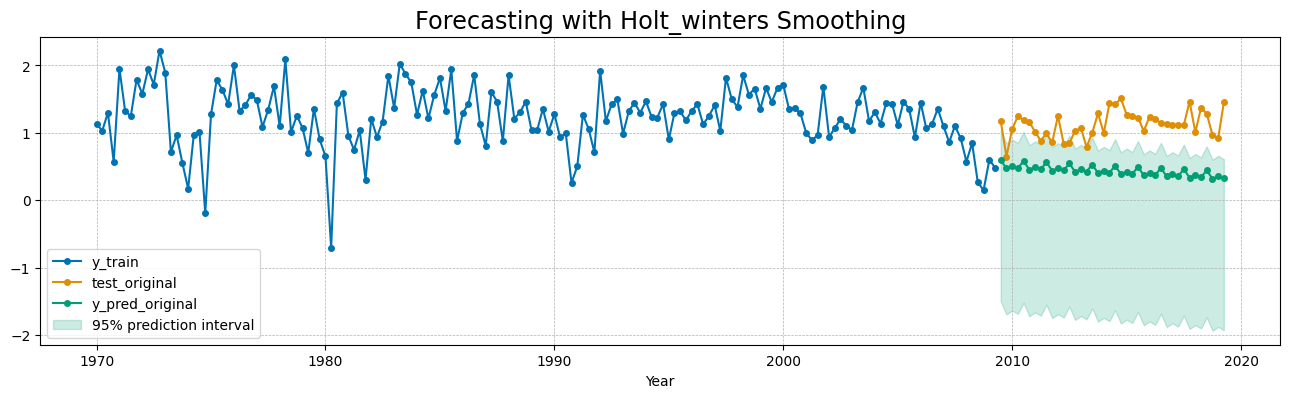 Forecasting with Holt_winters Smoothing
2
1
0
−1
−2
y_train
test_original
y_pred_original
95% prediction interval
1970
1980
1990
2000
2010
2020
Year